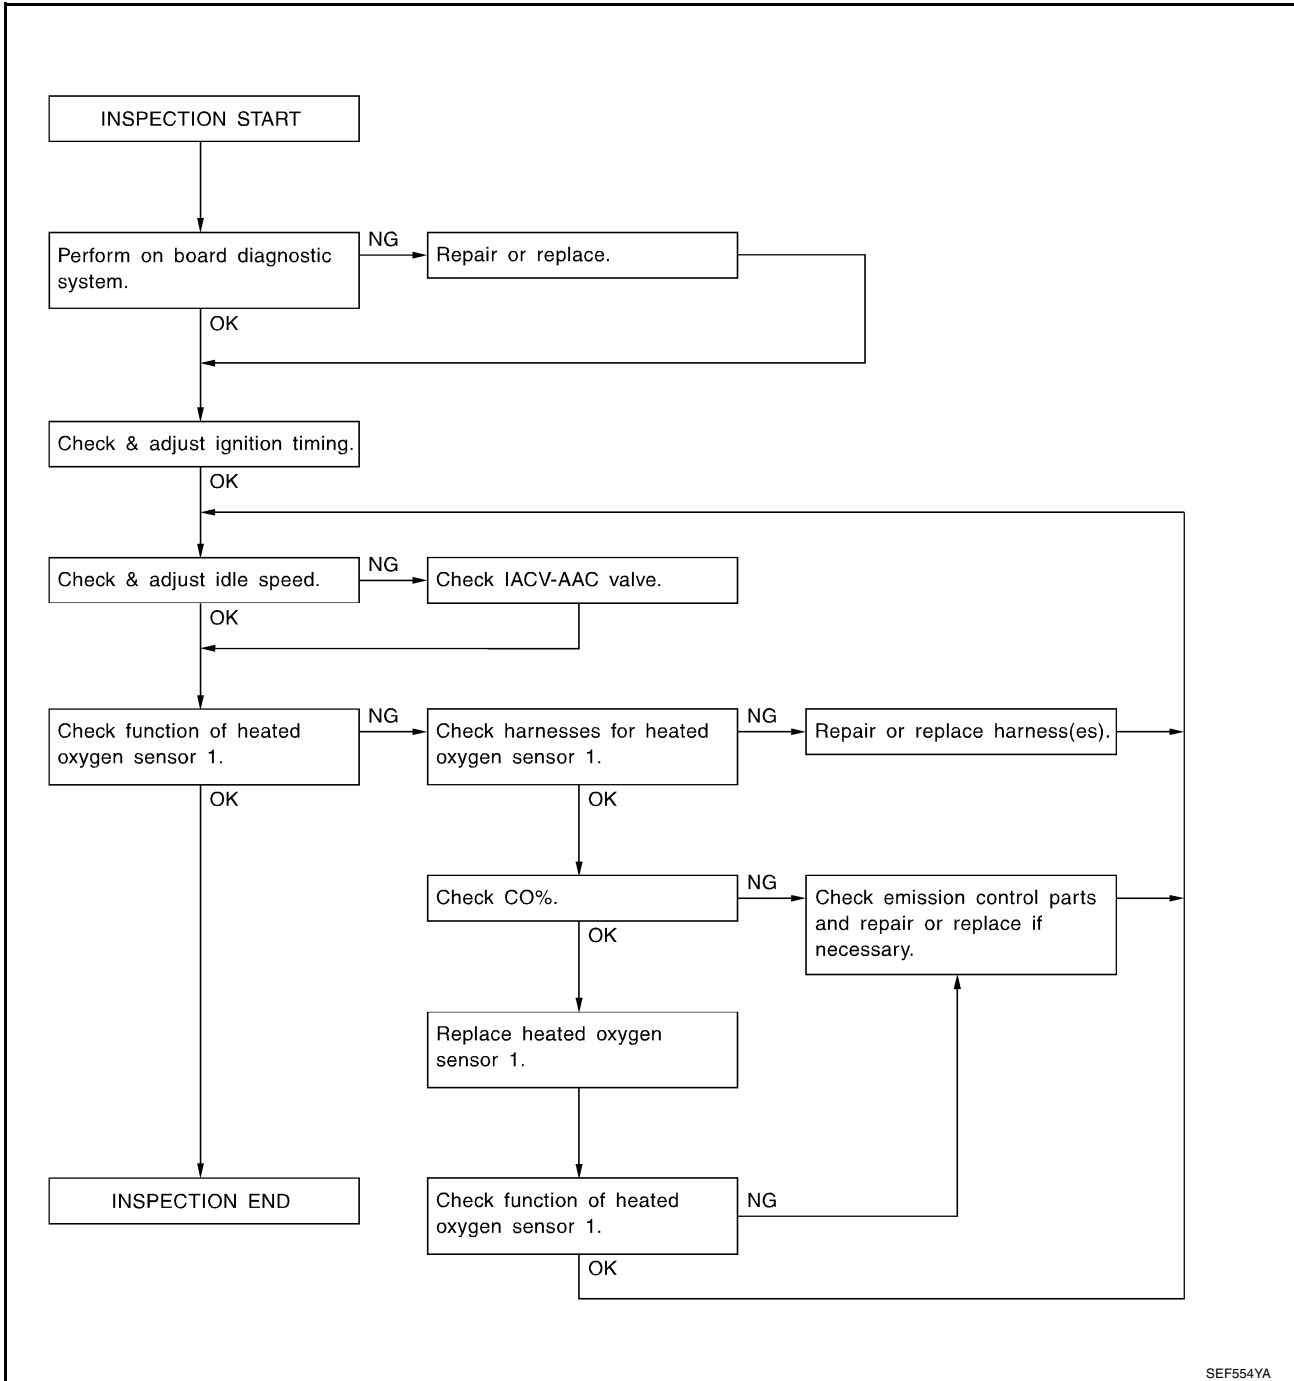 INSPECTION START
Perform on board diagnostic
system.
NG
Repair or replace.
OK
Check & adjust ignition timing.
OK
Check & adjust idle speed.
NG
Check IACV-AAC valve.
OK
Check function of heated
oxygen sensor 1.
NG
Check harnesses for heated
oxygen sensor 1.
NG
Repair or replace harness(es).
OK
OK
Check CO%.
NG
Check emission control parts
and repair or replace if
necessary.
OK
Replace heated oxygen
sensor 1.
INSPECTION END
Check function of heated
oxygen sensor 1.
NG
OK
SEF554YA